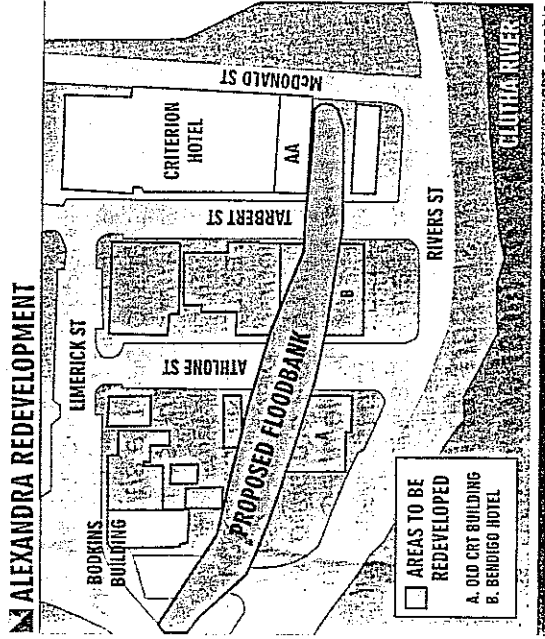 ALEXANDRA REDEVELOPMENT
LIMERICK ST
BODKINS
BUILDING
ATHLONE ST
TARBERT ST
CRITERION
HOTEL
AA
McDONALD ST
PROPOSED FLOODBANK
A
B
RIVERS ST
CLUTHA RIVER
AREAS TO BE
REDEVELOPED
A. OLD CRT BUILDING
B. BENDIGO HOTEL